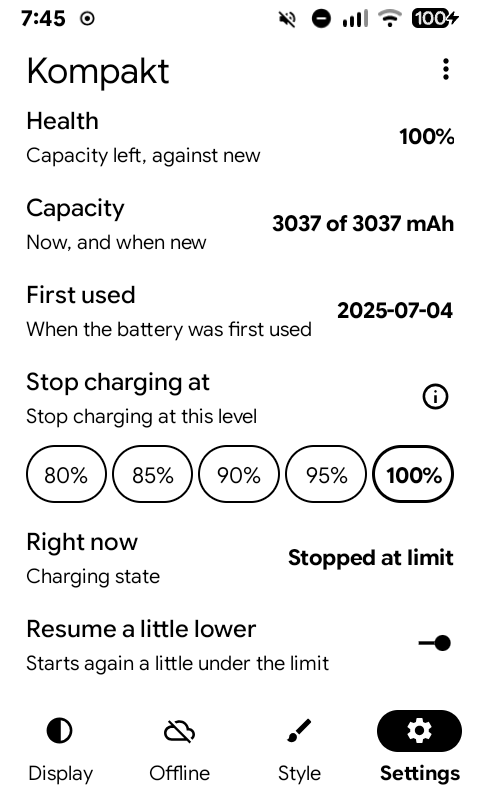 7:45 100
Kompakt
Health
100%
Capacity left, against new
Capacity
3037 of 3037 mAh
Now, and when new
First used
2025-07-04
When the battery was first used
Stop charging at
Stop charging at this level
80% 85% 90% 95% 100%
Right now
Stopped at limit
Charging state
Resume a little lower
Starts again a little under the limit
Display Offline Style Settings